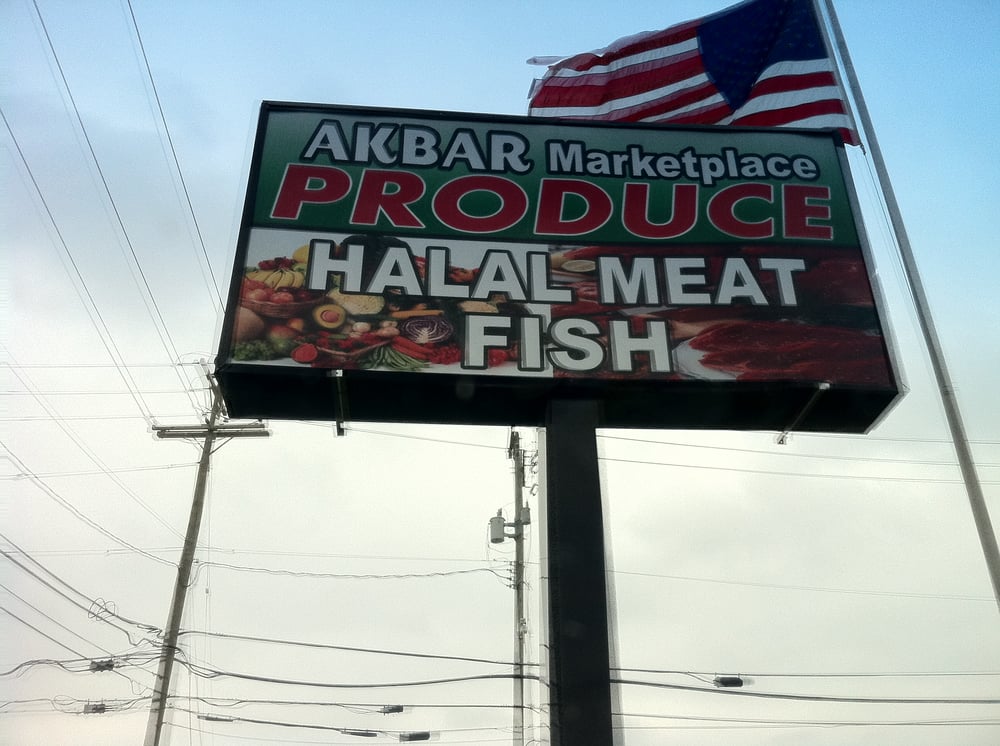 AKBAR Marketplace
PRODUCE
HALAL MEAT
FISH